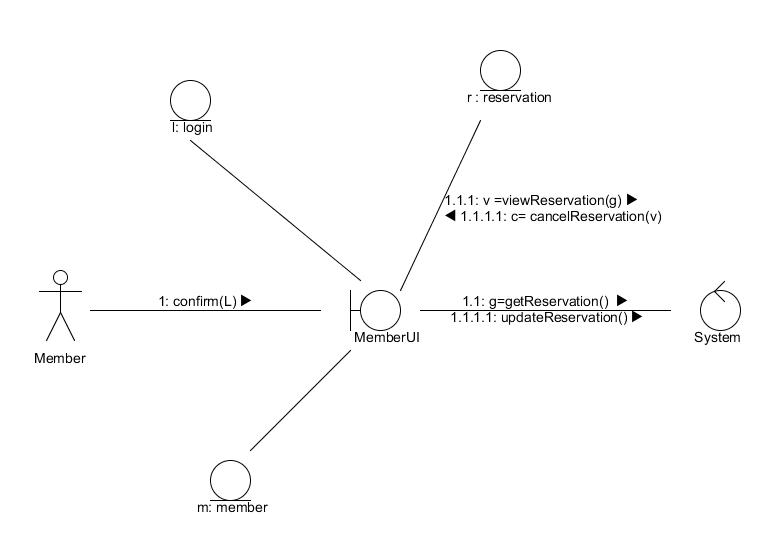 r : reservation
l: login
1.1.1: v =viewReservation(g) ▶
◀ 1.1.1.1: c= cancelReservation(v)
1: confirm(L) ▶
1.1: g=getReservation() ▶
1.1.1.1: updateReservation() ▶
MemberUI
System
Member
m: member